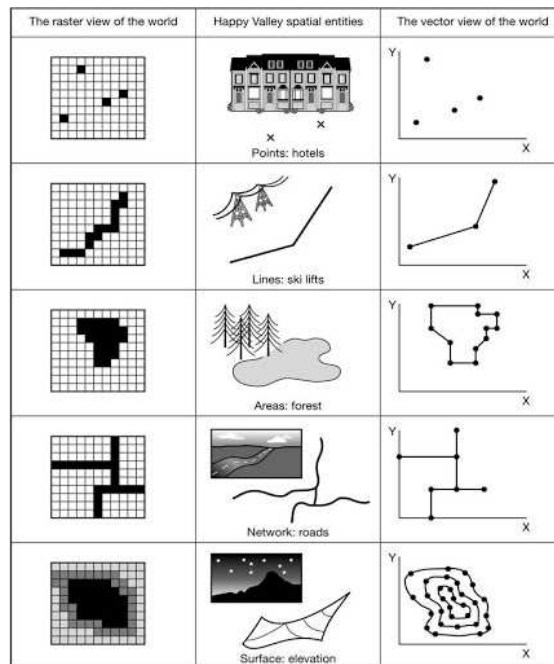 The raster view of the world
Happy Valley spatial entities
The vector view of the world
Points: hotels
Y
X
Lines: ski lifts
Y
X
Areas: forest
Y
X
Network: roads
Y
X
Surface: elevation
Y
X